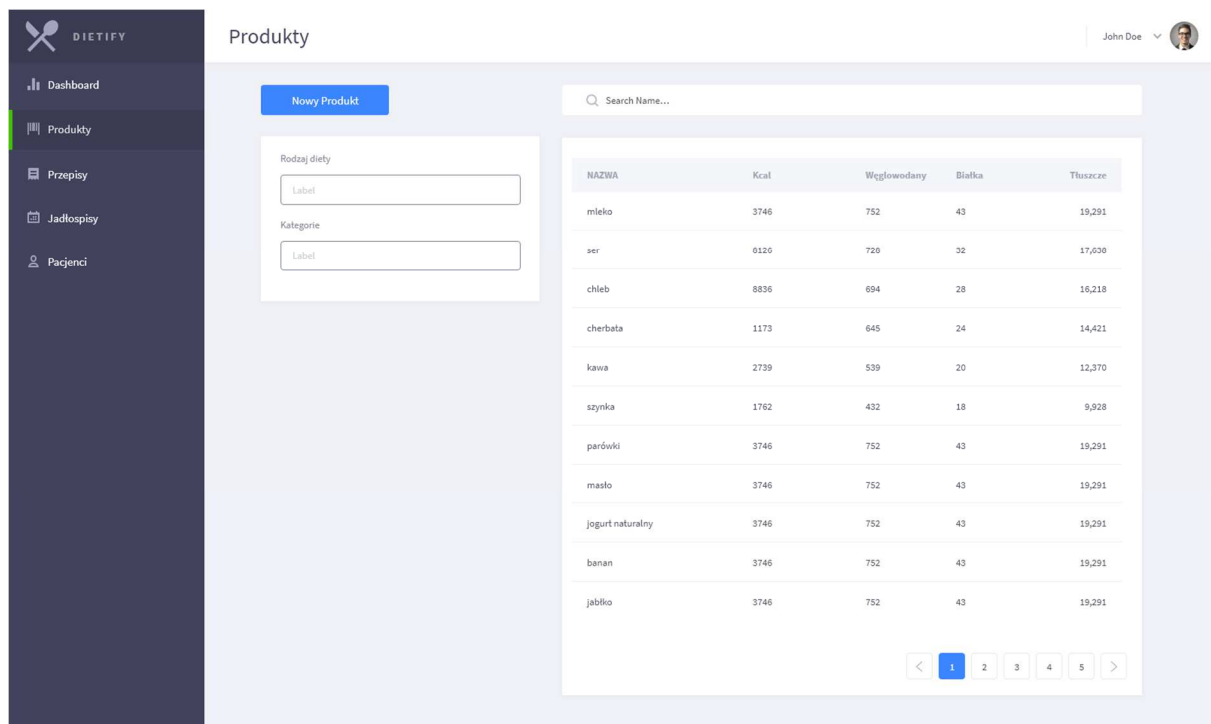 DIETIFY
Produkty
John Doe
Dashboard
Produkty
Przepisy
Jadłospisy
Pacjenci
Nowy Produkt
Search Name...
Rodzaj diety
Label
Kategorie
Label
NAZWA Kcal Węglowodany Białka Tłuszcze
mleko 3746 752 43 19,291
ser 8126 728 32 17,638
chleb 8836 694 28 16,218
cherbata 1173 645 24 14,421
kawa 2739 539 20 12,370
szynka 1762 432 18 9,928
parówki 3746 752 43 19,291
masło 3746 752 43 19,291
jogurt naturalny 3746 752 43 19,291
banan 3746 752 43 19,291
jabłko 3746 752 43 19,291
1 2 3 4 5